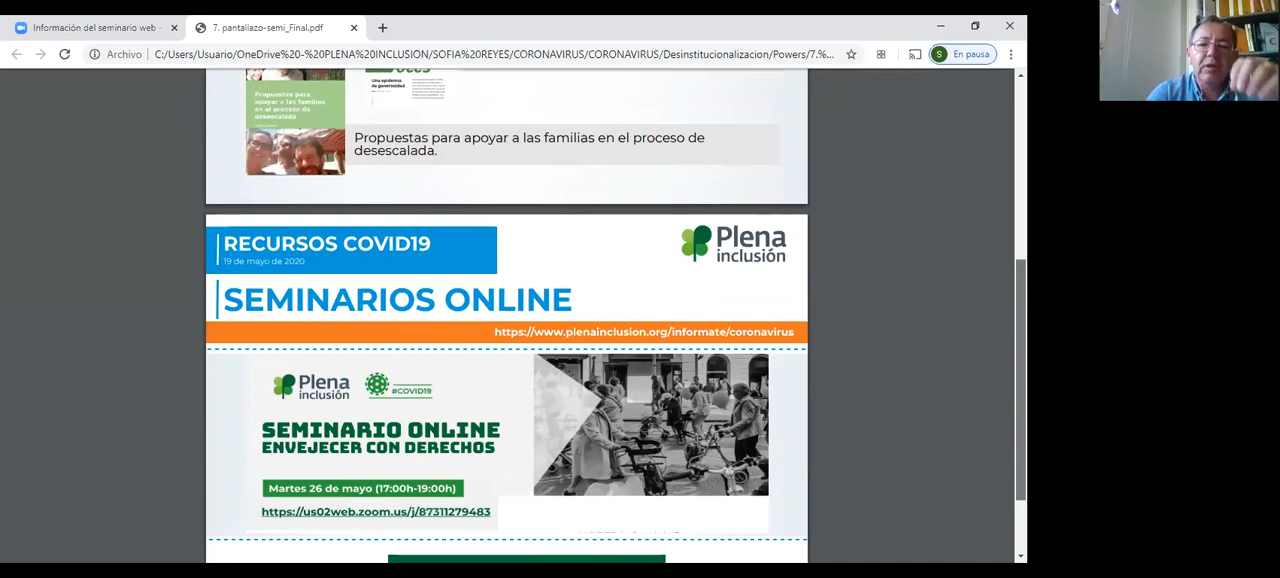 Información del seminario web -
7. pantallazo-semi_Final.pdf
Archivo
C:/Users/Usuario/OneDrive%20-%20PLENA%20INCLUSIÓN/SOFIA%20REYES/CORONAVIRUS/CORONAVIRUS/Desinstitucionalizacion/Powers/7.%...
S
En pausa
Una epidemia
de generosidad
Propuestas para
apoyar a las familias
en el proceso de
desescalada
Propuestas para apoyar a las familias en el proceso de
desescalada.
RECURSOS COVID19
19 de mayo de 2020
Plena
inclusión
SEMINARIOS ONLINE
https://www.plenainclusion.org/informate/coronavirus
Plena
inclusión
#COVID19
SEMINARIO ONLINE
ENVEJECER CON DERECHOS
Martes 26 de mayo (17:00h-19:00h)
https://us02web.zoom.us/j/87311279483